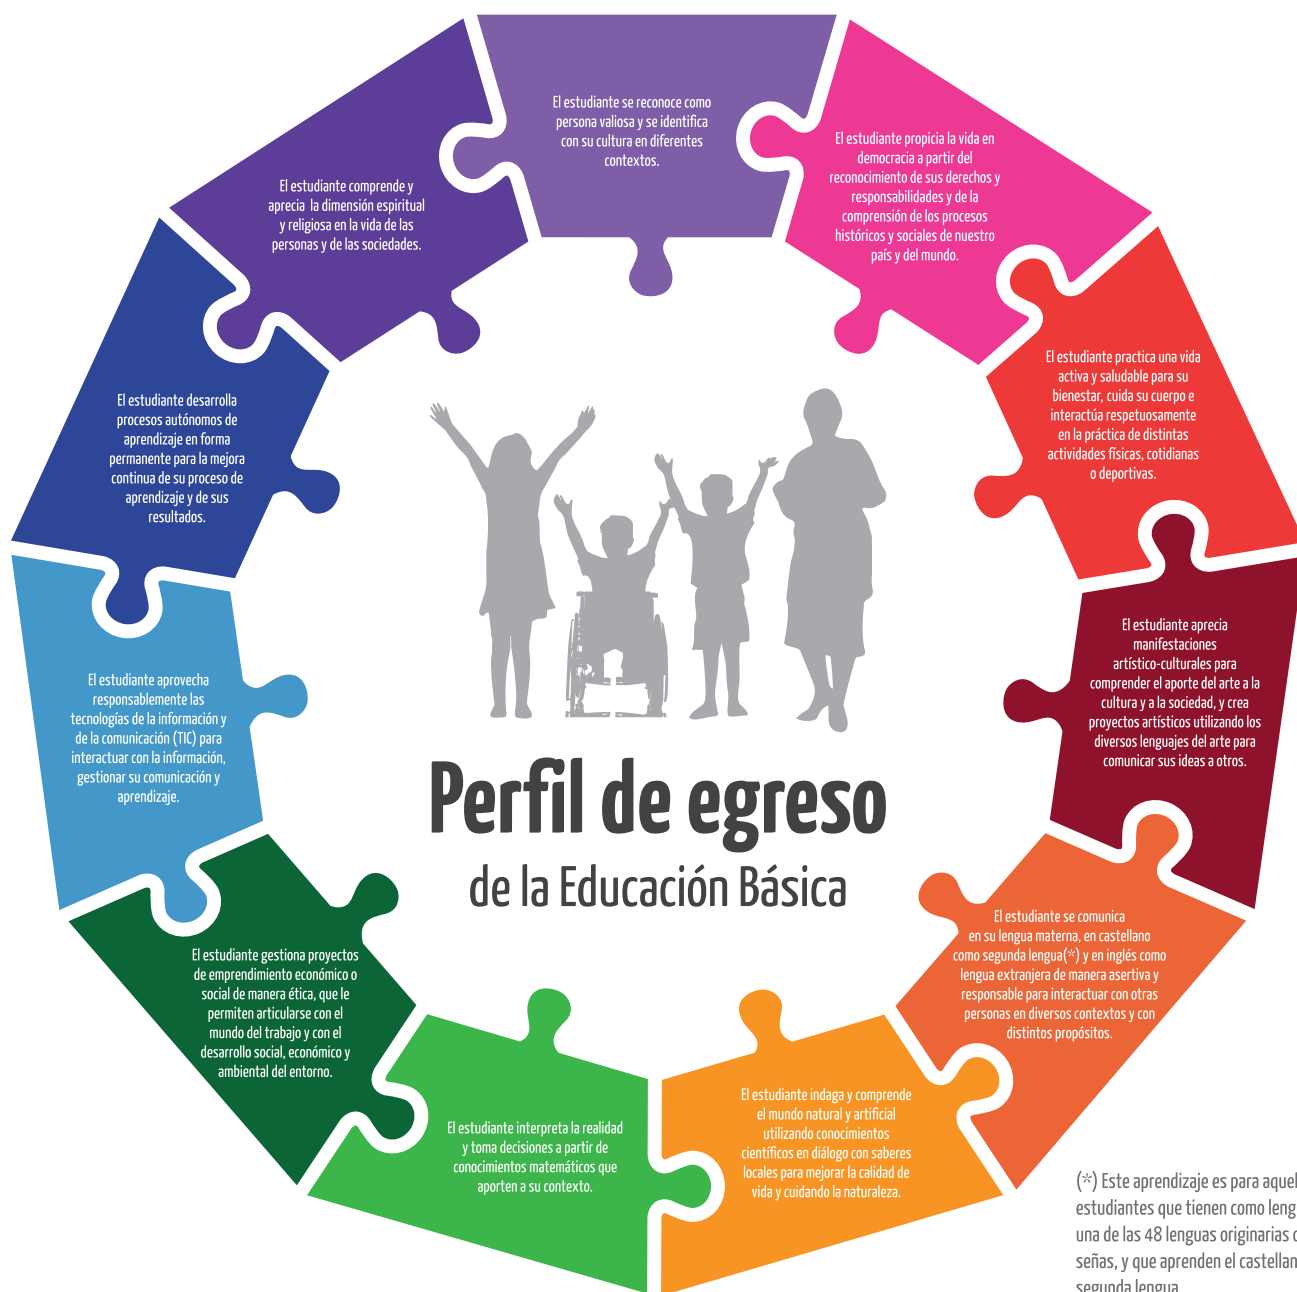 El estudiante se reconoce como
persona valiosa y se identifica
con su cultura en diferentes
contextos.
El estudiante propicia la vida en
democracia a partir del
reconocimiento de sus derechos y
responsabilidades y de la
comprensión de los procesos
históricos y sociales de nuestro
país y del mundo.
El estudiante practica una vida
activa y saludable para su
bienestar, cuida su cuerpo e
interactúa respetuosamente
en la práctica de distintas
actividades físicas, cotidianas
o deportivas.
El estudiante aprecia
manifestaciones
artístico-culturales para
comprender el aporte del arte a la
cultura y a la sociedad, y crea
proyectos artísticos utilizando los
diversos lenguajes del arte para
comunicar sus ideas a otros.
El estudiante se comunica
en su lengua materna, en castellano
como segunda lengua(*) y en inglés como
lengua extranjera de manera asertiva y
responsable para interactuar con otras
personas en diversos contextos y con
distintos propósitos.
El estudiante indaga y comprende
el mundo natural y artificial
utilizando conocimientos
científicos en diálogo con saberes
locales para mejorar la calidad de
vida y cuidando la naturaleza.
El estudiante interpreta la realidad
y toma decisiones a partir de
conocimientos matemáticos que
aporten a su contexto.
El estudiante gestiona proyectos
de emprendimiento económico o
social de manera ética, que le
permiten articularse con el
mundo del trabajo y con el
desarrollo social, económico y
ambiental del entorno.
El estudiante aprovecha
responsablemente las
tecnologías de la información y
de la comunicación (TIC) para
interactuar con la información,
gestionar su comunicación y
aprendizaje.
El estudiante desarrolla
procesos autónomos de
aprendizaje en forma
permanente para la mejora
continua de su proceso de
aprendizaje y de sus
resultados.
El estudiante comprende y
aprecia la dimensión espiritual
y religiosa en la vida de las
personas y de las sociedades.
Perfil de egreso
de la Educación Básica
(*) Este aprendizaje es para
estudiantes que tienen como
una de las 48 lenguas originarias
señas, y que aprenden el
segunda lengua.